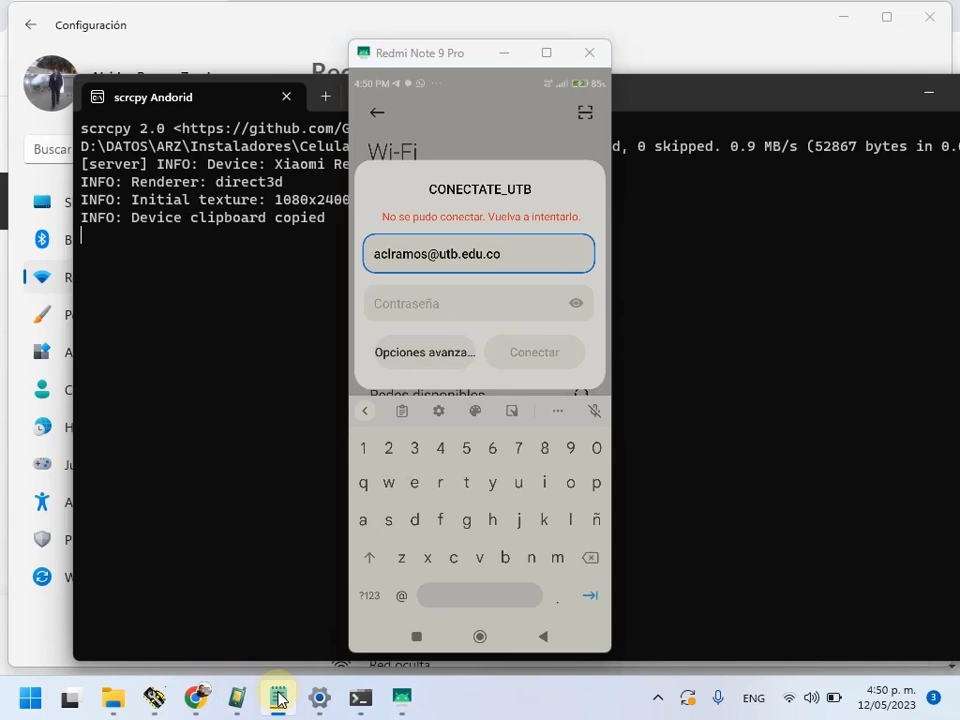 Configuración
Redmi Note 9 Pro
scrcpy Andorid
4:50 PM
85%
Buscar
scrcpy 2.0 <https://github.com/G
D:\DATOS\ARZ\Instaladores\Celula
d, 0 skipped. 0.9 MB/s (52867 bytes in 0.0
[server] INFO: Device: Xiaomi Re
INFO: Renderer: direct3d
INFO: Initial texture: 1080x2400
INFO: Device clipboard copied
Wi-Fi
CONECTATE_UTB
No se pudo conectar. Vuelva a intentarlo.
aclramos@utb.edu.co
Contraseña
Opciones avanza...
Conectar
Redes disponibles
1 2 3 4 5 6 7 8 9 0
q w e r t y u i o p
a s d f g h j k l ñ
z x c v b n m
?123 @ .
Red oculta
ENG
4:50 p. m.
12/05/2023
3